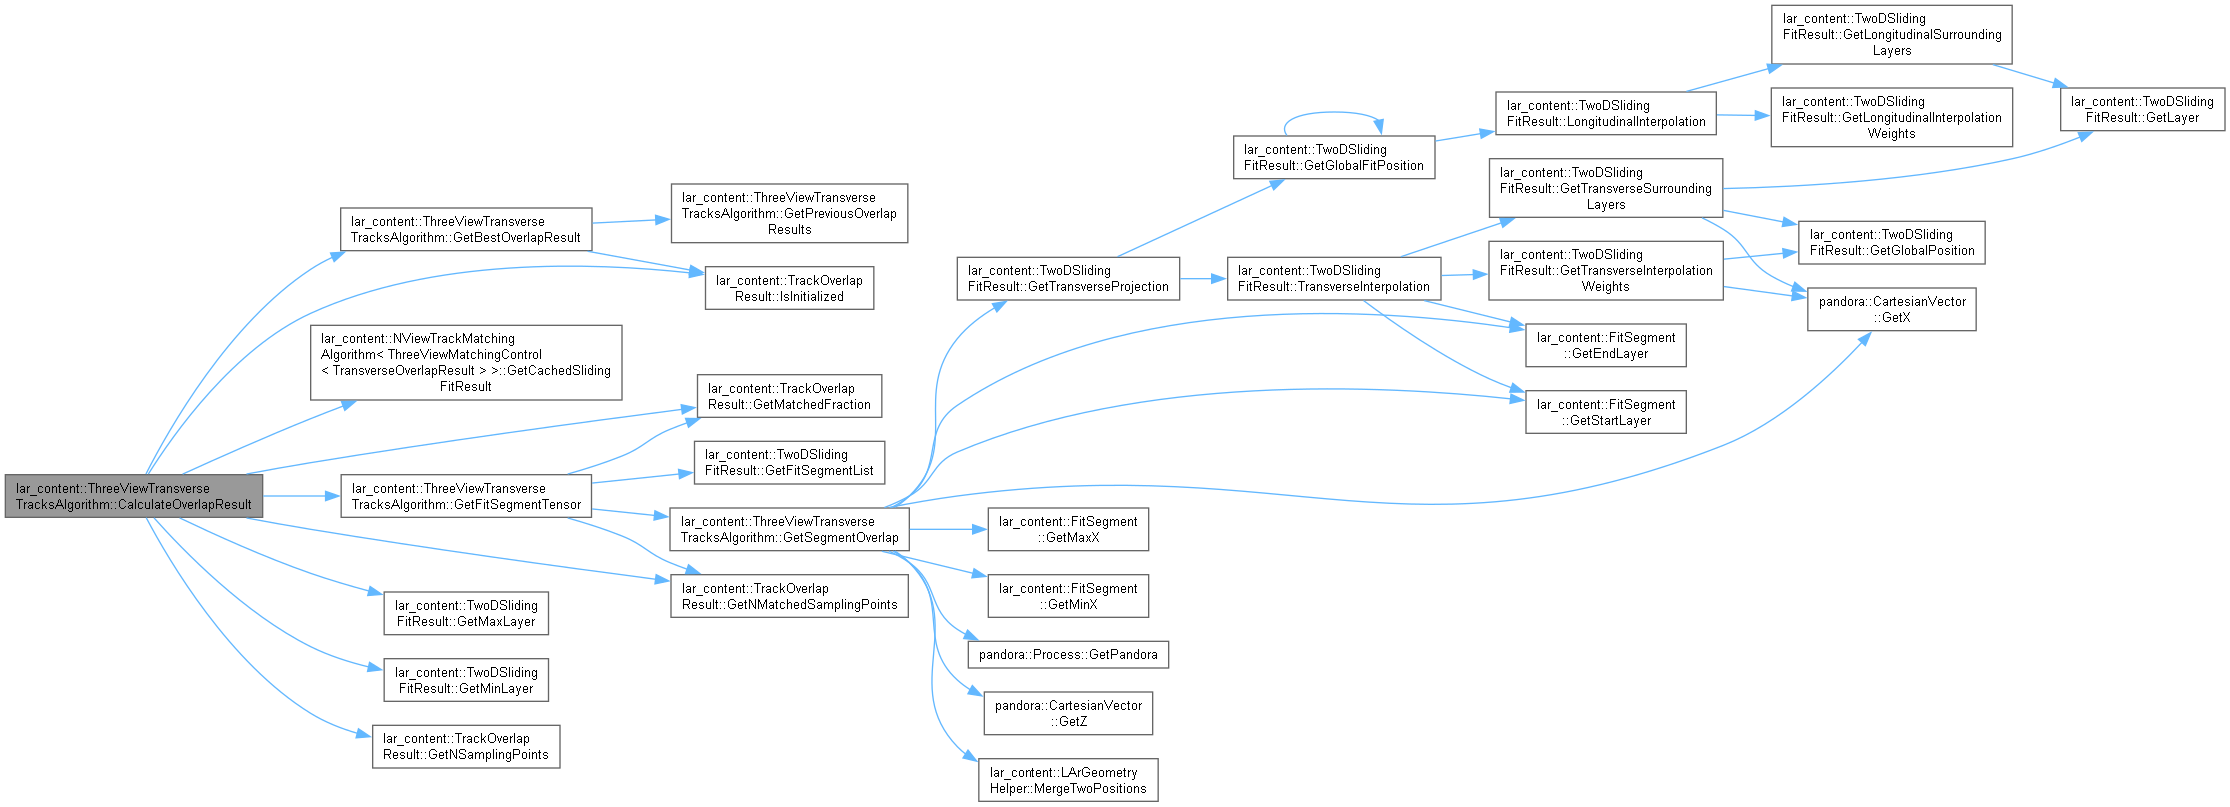 lar_content::ThreeViewTransverse
TracksAlgorithm::CalculateOverlapResult
lar_content::ThreeViewTransverse
TracksAlgorithm::GetBestOverlapResult
lar_content::ThreeViewTransverse
TracksAlgorithm::GetPreviousOverlap
Results
lar_content::TrackOverlap
Result::IsInitialized
lar_content::NViewTrackMatching
Algorithm< ThreeViewMatchingControl
< TransverseOverlapResult > >::GetCachedSliding
FitResult
lar_content::TrackOverlap
Result::GetMatchedFraction
lar_content::ThreeViewTransverse
TracksAlgorithm::GetFitSegmentTensor
lar_content::TwoDSliding
FitResult::GetFitSegmentList
lar_content::ThreeViewTransverse
TracksAlgorithm::GetSegmentOverlap
lar_content::TrackOverlap
Result::GetNMatchedSamplingPoints
lar_content::TwoDSliding
FitResult::GetMaxLayer
lar_content::TwoDSliding
FitResult::GetMinLayer
lar_content::TrackOverlap
Result::GetNSamplingPoints
lar_content::TwoDSliding
FitResult::GetTransverseProjection
lar_content::TwoDSliding
FitResult::GetGlobalFitPosition
lar_content::TwoDSliding
FitResult::LongitudinalInterpolation
lar_content::TwoDSliding
FitResult::GetLongitudinalSurrounding
Layers
lar_content::TwoDSliding
FitResult::GetLongitudinalInterpolation
Weights
lar_content::TwoDSliding
FitResult::GetLayer
lar_content::TwoDSliding
FitResult::TransverseInterpolation
lar_content::TwoDSliding
FitResult::GetTransverseSurrounding
Layers
lar_content::TwoDSliding
FitResult::GetTransverseInterpolation
Weights
lar_content::TwoDSliding
FitResult::GetGlobalPosition
pandora::CartesianVector
::GetX
lar_content::FitSegment
::GetEndLayer
lar_content::FitSegment
::GetStartLayer
lar_content::FitSegment
::GetMaxX
lar_content::FitSegment
::GetMinX
pandora::Process::GetPandora
pandora::CartesianVector
::GetZ
lar_content::LArGeometry
Helper::MergeTwoPositions